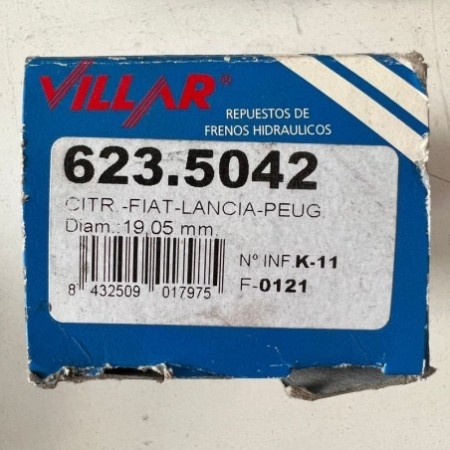 VILLAR®
REPUESTOS DE
FRENOS HIDRAULICOS
623.5042
CITR.-FIAT-LANCIA-PEUG.
Diam.:19,05 mm.
Nº INF.K-11
F-0121
8 432509 017975